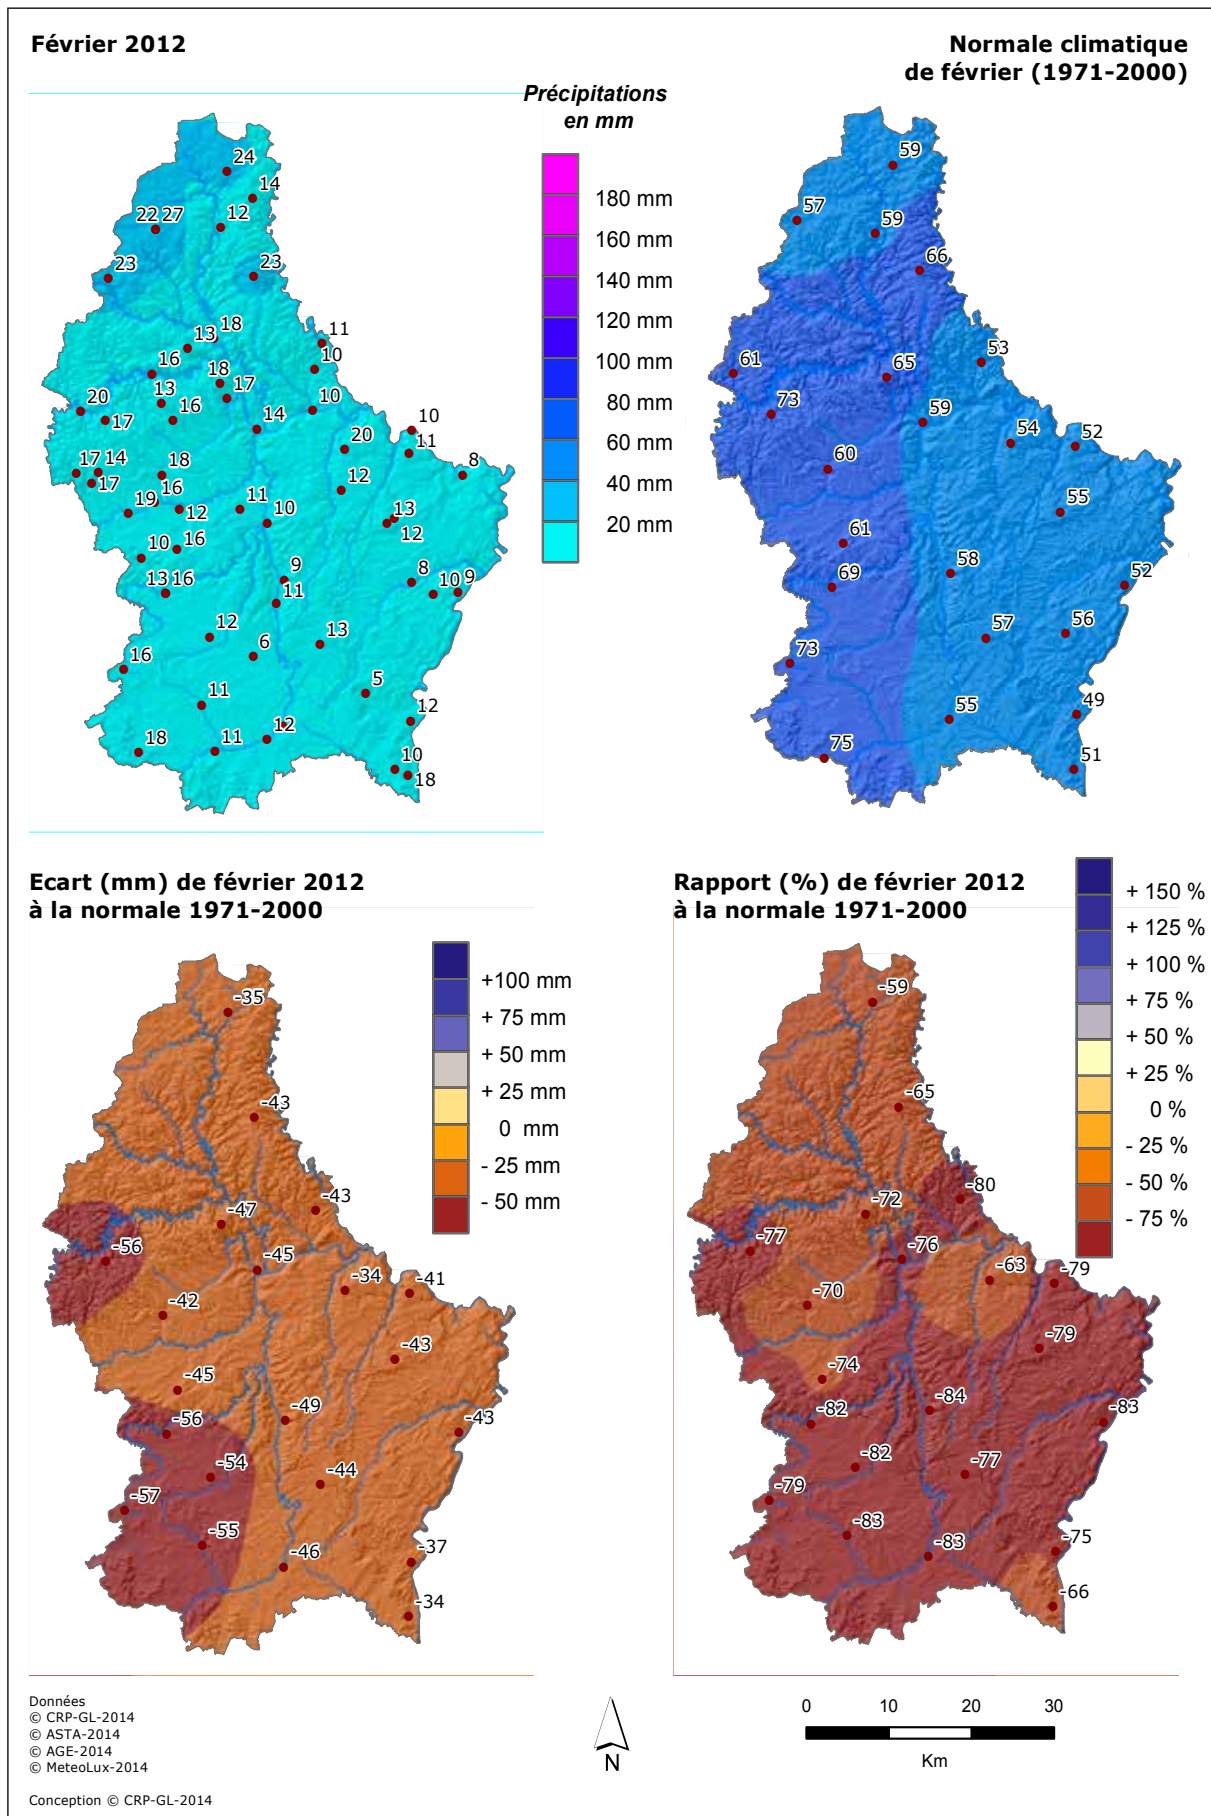 Février 2012
Normale climatique
de février (1971-2000)
Précipitations
en mm
180 mm
160 mm
140 mm
120 mm
100 mm
80 mm
60 mm
40 mm
20 mm
24
14
22 27
12
23
23
18
13
11
10
16
18
13
17
20
17
16
10
14
10
20
11
8
17 14
17
18
16
12
19
12
11
10
13
12
10
16
9
13 16
11
8
10
9
12
6
13
16
5
11
12
18
11
12
10
18
59
57
59
66
53
61
65
73
59
54
52
60
55
61
58
69
52
57
56
73
55
49
75
51
Ecart (mm) de février 2012
à la normale 1971-2000
+100 mm
+ 75 mm
+ 50 mm
+ 25 mm
0 mm
- 25 mm
- 50 mm
-35
-43
-43
-47
-56
-45
-34
-41
-42
-43
-45
-49
-56
-43
-54
-44
-57
-55
-46
-37
-34
Rapport (%) de février 2012
à la normale 1971-2000
+ 150 %
+ 125 %
+ 100 %
+ 75 %
+ 50 %
+ 25 %
0 %
- 25 %
- 50 %
- 75 %
-59
-65
-80
-72
-77
-76
-63
-79
-70
-79
-74
-84
-82
-83
-82
-77
-79
-83
-83
-75
-66
Données
© CRP-GL-2014
© ASTA-2014
© AGE-2014
© MeteoLux-2014
Conception © CRP-GL-2014
N
0 10 20 30
Km